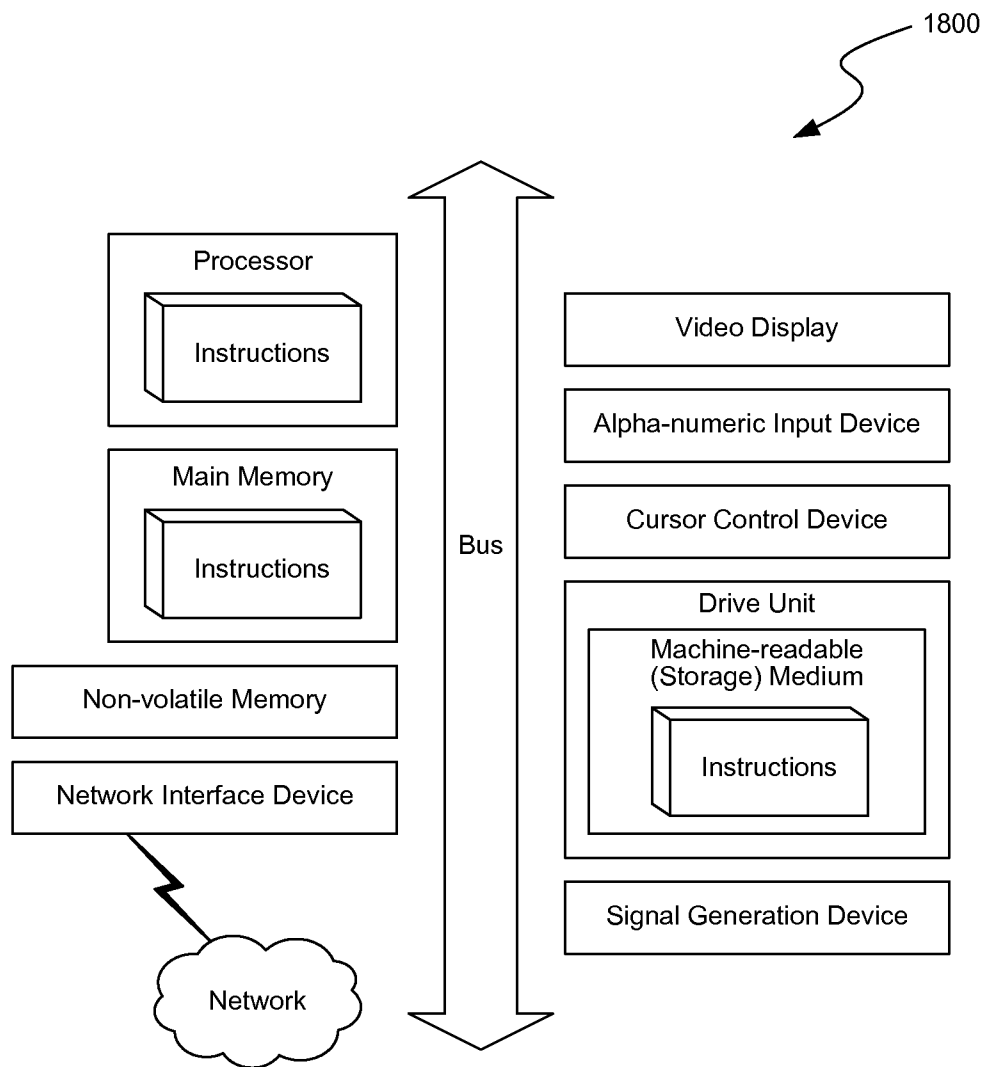 1800
Processor
Instructions
Main Memory
Instructions
Non-volatile Memory
Network Interface Device
Network
Bus
Video Display
Alpha-numeric Input Device
Cursor Control Device
Drive Unit
Machine-readable
(Storage) Medium
Instructions
Signal Generation Device